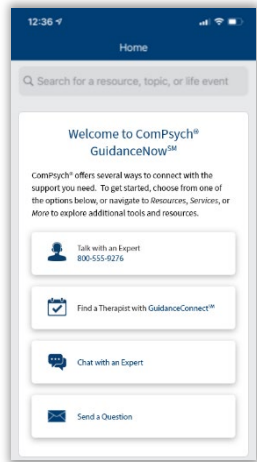 12:36
Home
Search for a resource, topic, or life event
Welcome to ComPsych®
GuidanceNow℠
ComPsych® offers several ways to connect with the
support you need. To get started, choose from one of
the options below, or navigate to Resources, Services, or
More to explore additional tools and resources.
Talk with an Expert
800-555-9276
Find a Therapist with GuidanceConnect℠
Chat with an Expert
Send a Question